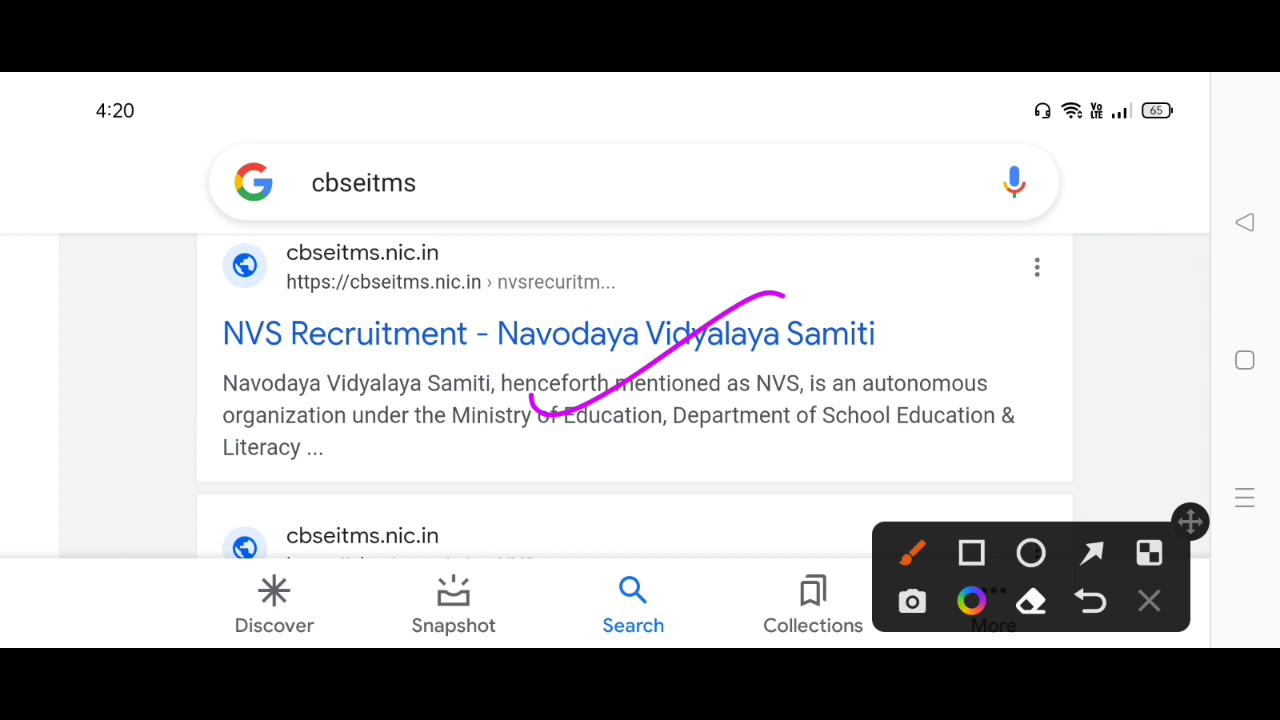 4:20
Vo
LTE
65
cbseitms
cbseitms.nic.in
https://cbseitms.nic.in › nvsrecuritm...
NVS Recruitment - Navodaya Vidyalaya Samiti
Navodaya Vidyalaya Samiti, henceforth mentioned as NVS, is an autonomous
organization under the Ministry of Education, Department of School Education &
Literacy ...
cbseitms.nic.in
Discover
Snapshot
Search
Collections
More